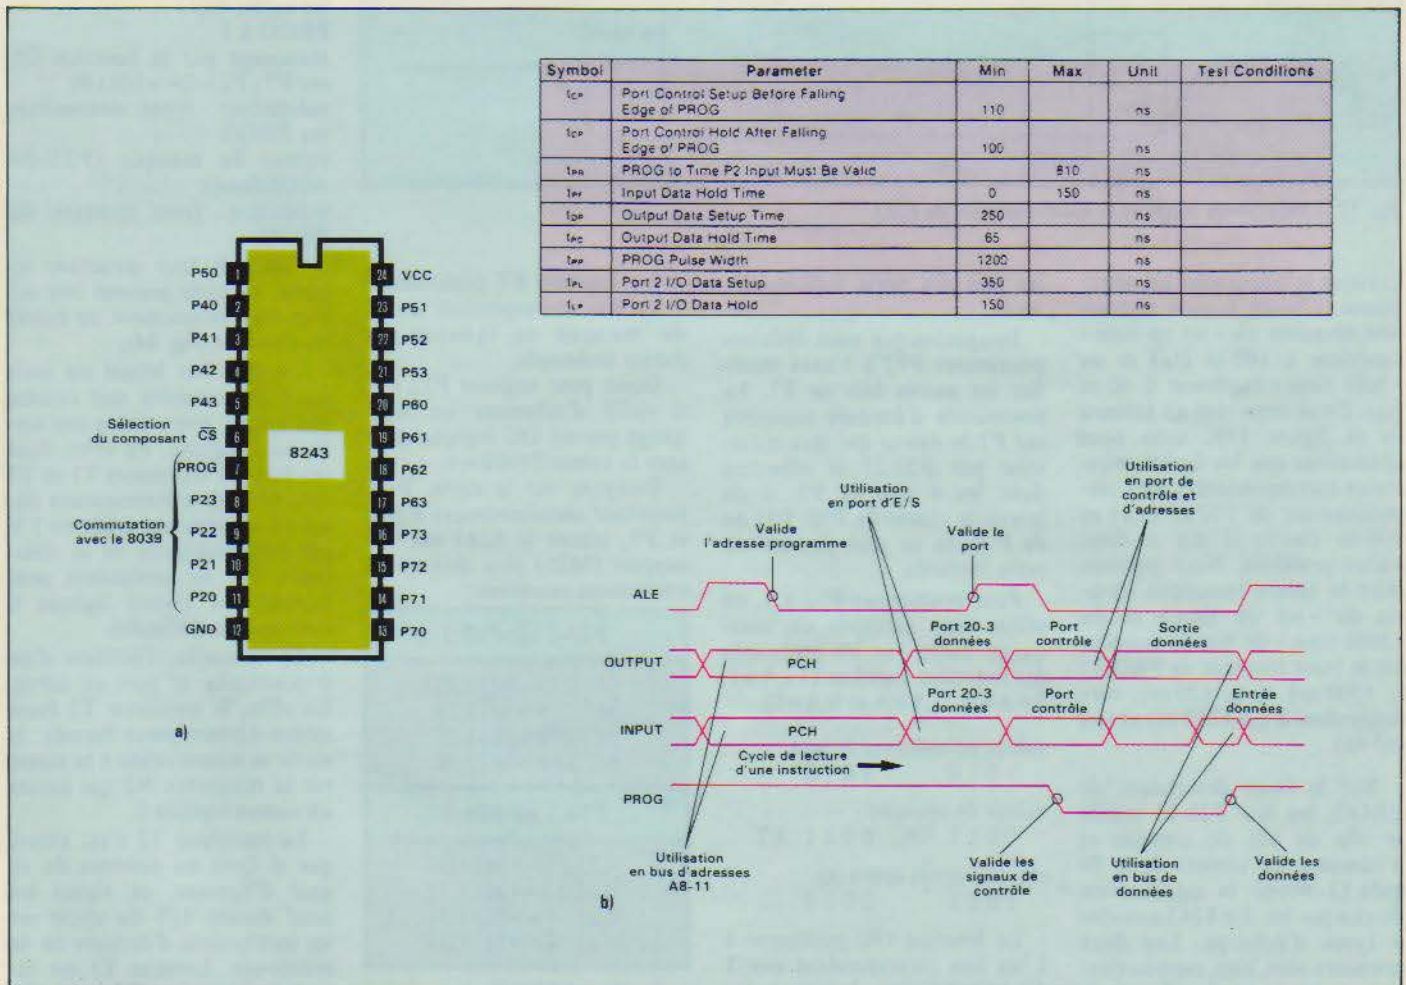 Symbol Parameter Min Max Unit Test Conditions
tCP Port Control Setup Before Falling
Edge of PROG 110 ns
Port Control Hold After Falling
Edge of PROG 100 ns
tPR PROG to Time P2 Input Must Be Valid 810 ns
tPF Input Data Hold Time 0 150 ns
tDP Output Data Setup Time 250 ns
tPD Output Data Hold Time 65 ns
tPP PROG Pulse Width 1200 ns
tPL Port 2 I/O Data Setup 350 ns
tLP Port 2 I/O Data Hold 150 ns
P50 1 24 VCC
P40 2 23 P51
P41 3 22 P52
P42 4 21 P53
P43 5 20 P60
Sélection
du composant
CS 6 19 P61
8243
PROG 7 18 P62
P23 8 17 P63
Commutation
avec le 8039
P22 9 16 P73
P21 10 15 P72
P20 11 14 P71
GND 12 13 P70
a)
Utilisation
en port d'E/S
Utilisation
en port de
contrôle et
d'adresses
Valide
l'adresse programme
Valide le
port
ALE
Port 20-3
données
Port
contrôle
Sortie
données
OUTPUT PCH
Port 20-3
données
Port
contrôle
Entrée
données
INPUT PCH
Cycle de lecture
d'une instruction
PROG
Utilisation
en bus d'adresses
A8-11
Valide les
signaux de
contrôle
Utilisation
en bus de
données
Valide les
données
b)